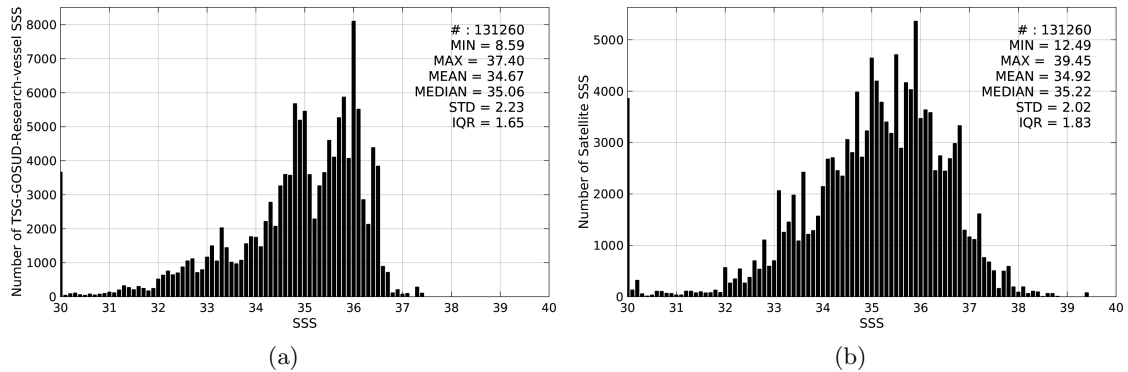 Number of TSG-GOSUD-Research-vessel SSS
8000
7000
6000
5000
4000
3000
2000
1000
0
# : 131260
MIN = 8.59
MAX = 37.40
MEAN = 34.67
MEDIAN = 35.06
STD = 2.23
IQR = 1.65
30 31 32 33 34 35 36 37 38 39 40
SSS
(a)
Number of Satellite SSS
5000
4000
3000
2000
1000
0
# : 131260
MIN = 12.49
MAX = 39.45
MEAN = 34.92
MEDIAN = 35.22
STD = 2.02
IQR = 1.83
30 31 32 33 34 35 36 37 38 39 40
SSS
(b)